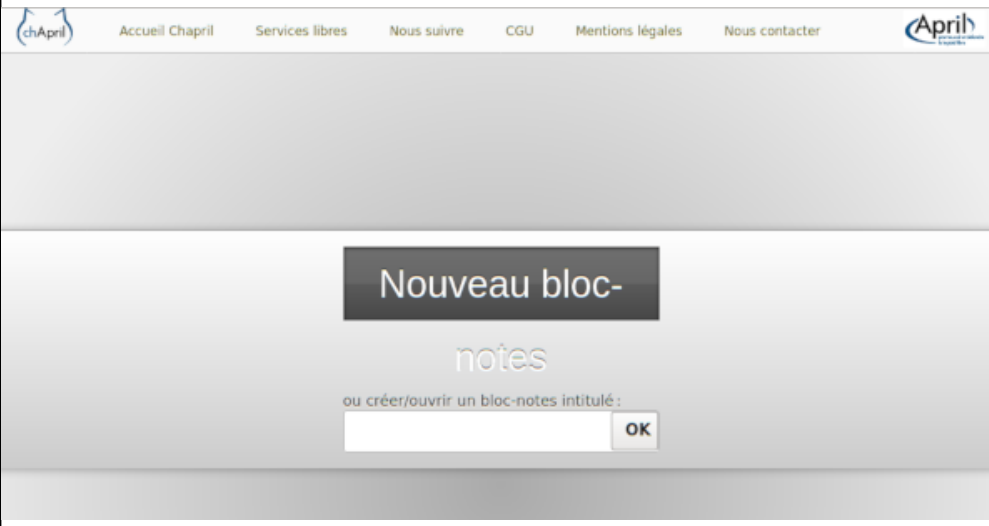 chApril
Accueil Chapril Services libres Nous suivre CGU Mentions légales Nous contacter
April
Nouveau bloc-
notes
ou créer/ouvrir un bloc-notes intitulé :
OK